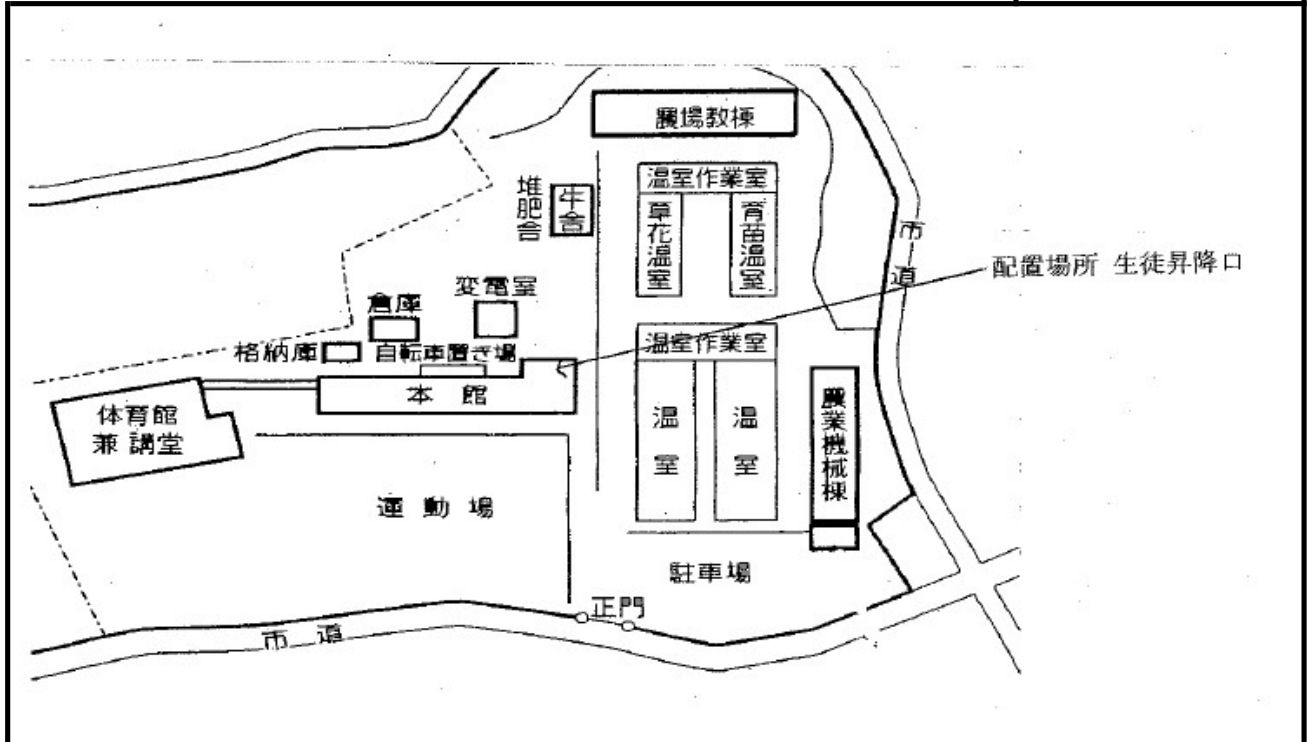 農場教棟
温室作業室
草花温室
育苗温室
堆肥舎
牛舎
市道
配置場所 生徒昇降口
変電室
倉庫
格納庫
自転車置き場
本館
体育館
兼講堂
温室作業室
温室
温室
農業機械棟
運動場
駐車場
正門
市道